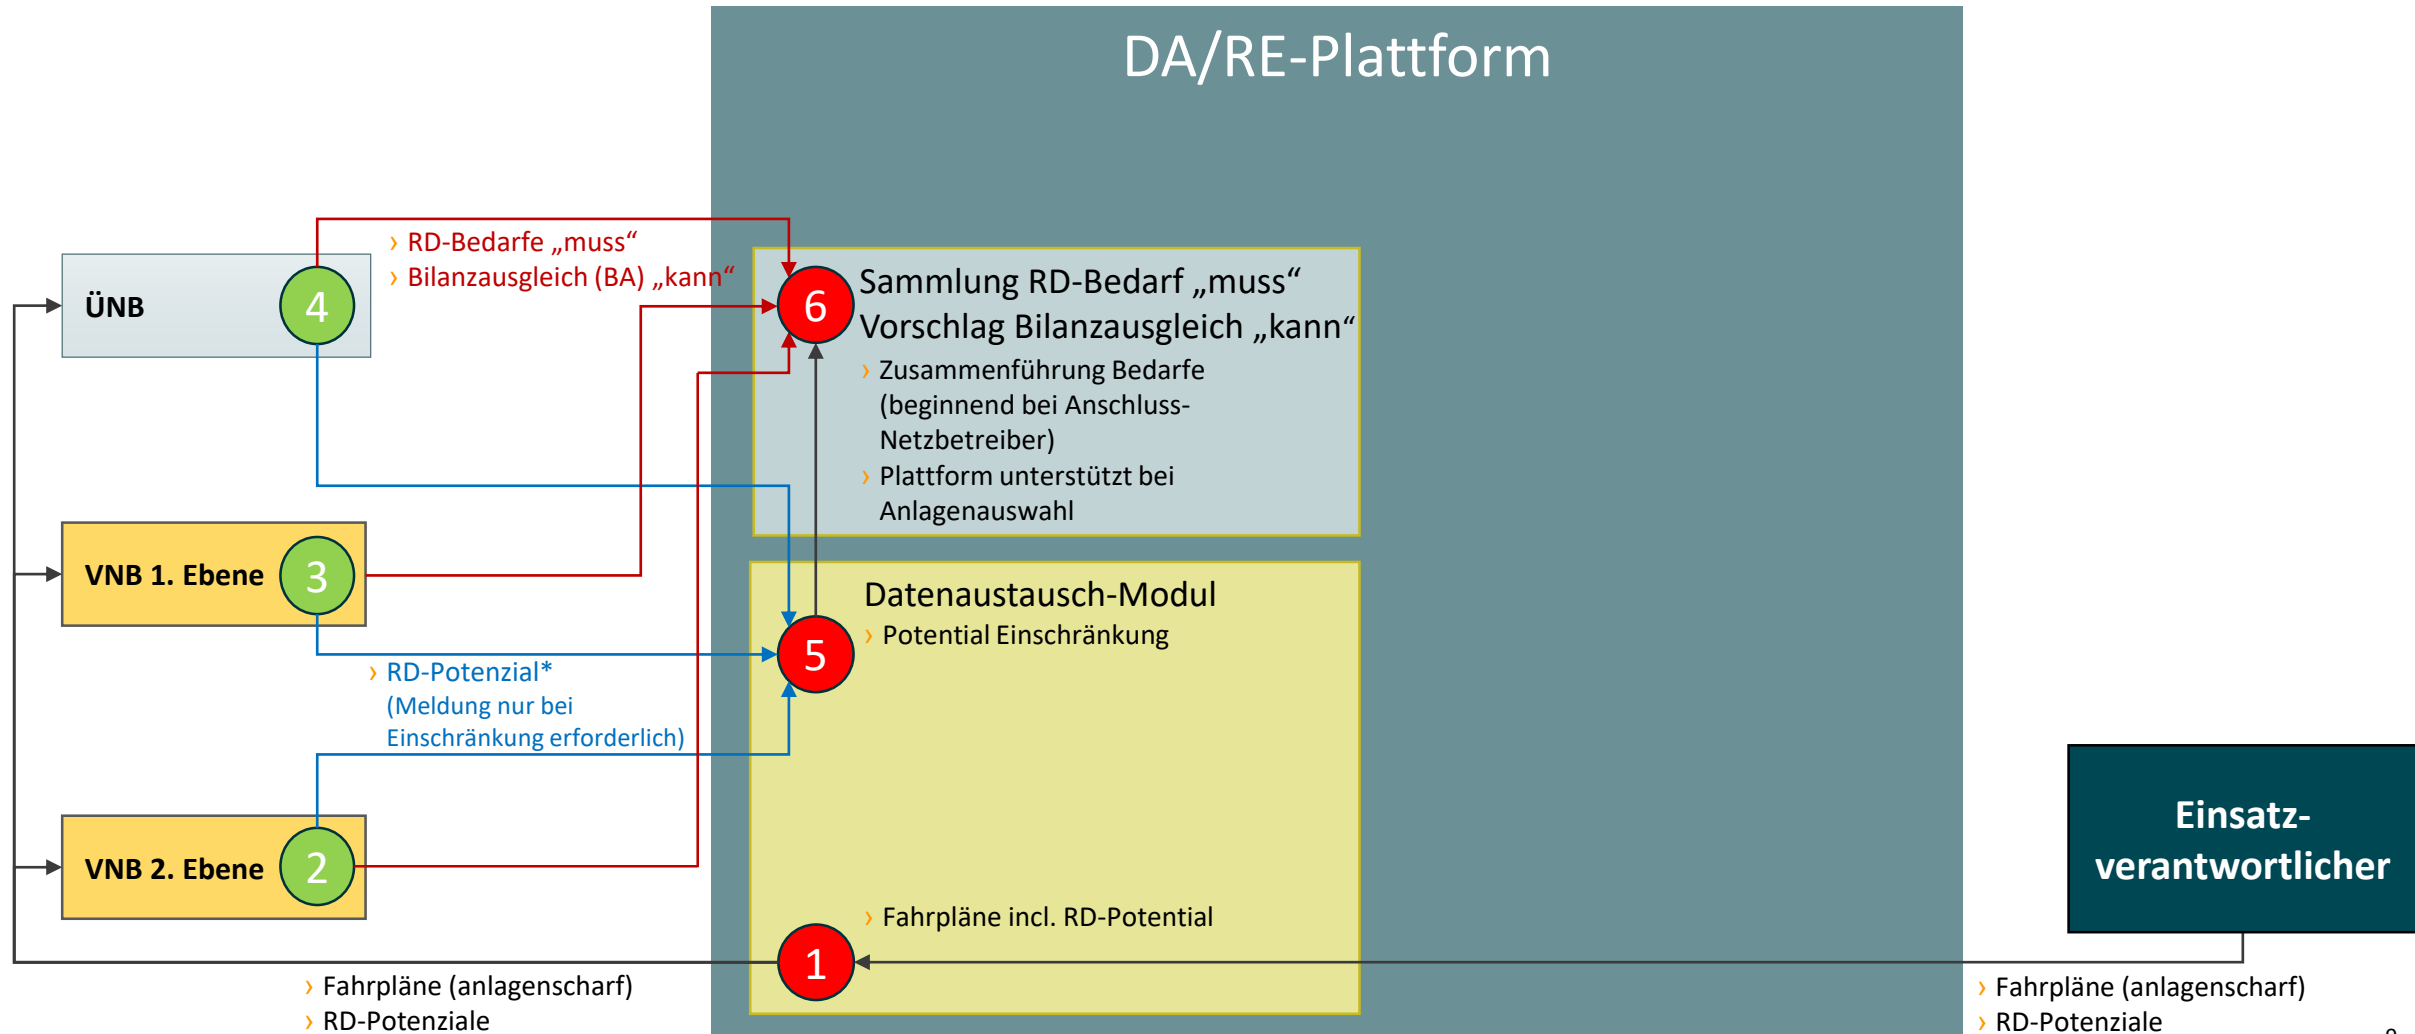 DA/RE-Plattform
› RD-Bedarfe „muss“
› Bilanzausgleich (BA) „kann“
ÜNB
4
6
Sammlung RD-Bedarf „muss“
Vorschlag Bilanzausgleich „kann“
› Zusammenführung Bedarfe
(beginnend bei Anschluss-
Netzbetreiber)
› Plattform unterstützt bei
Anlagenauswahl
VNB 1. Ebene
3
Datenaustausch-Modul
› Potential Einschränkung
5
› RD-Potenzial*
(Meldung nur bei
Einschränkung erforderlich)
VNB 2. Ebene
2
Einsatz-
verantwortlicher
› Fahrpläne incl. RD-Potential
1
› Fahrpläne (anlagenscharf)
› RD-Potenziale
› Fahrpläne (anlagenscharf)
› RD-Potenziale